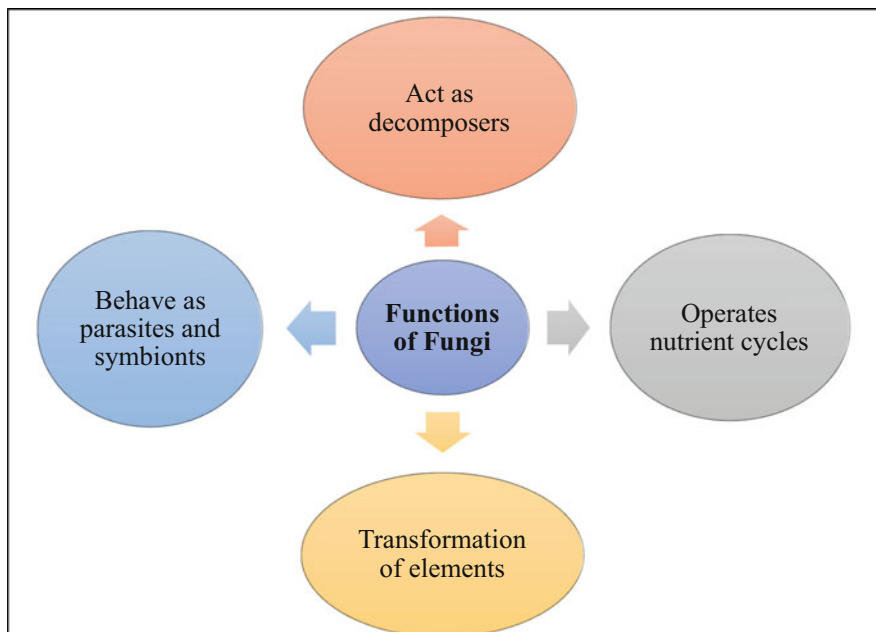 Act as
decomposers
Behave as
parasites and
symbionts
Functions
of Fungi
Operates
nutrient cycles
Transformation
of elements